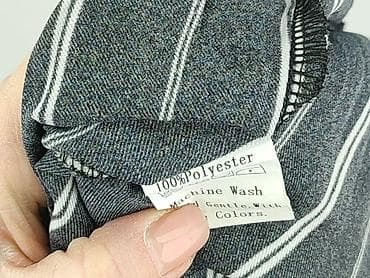 100%Polyester
Machine Wash
Gentle,With
Colors.